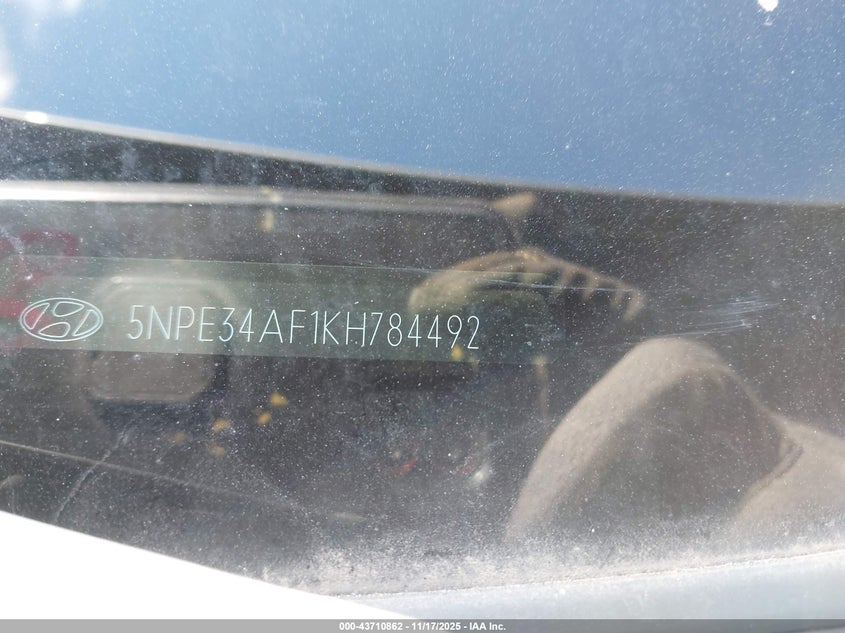 5NPE34AF1KH784492
000-43710862 - 11/17/2025 - IAA Inc.